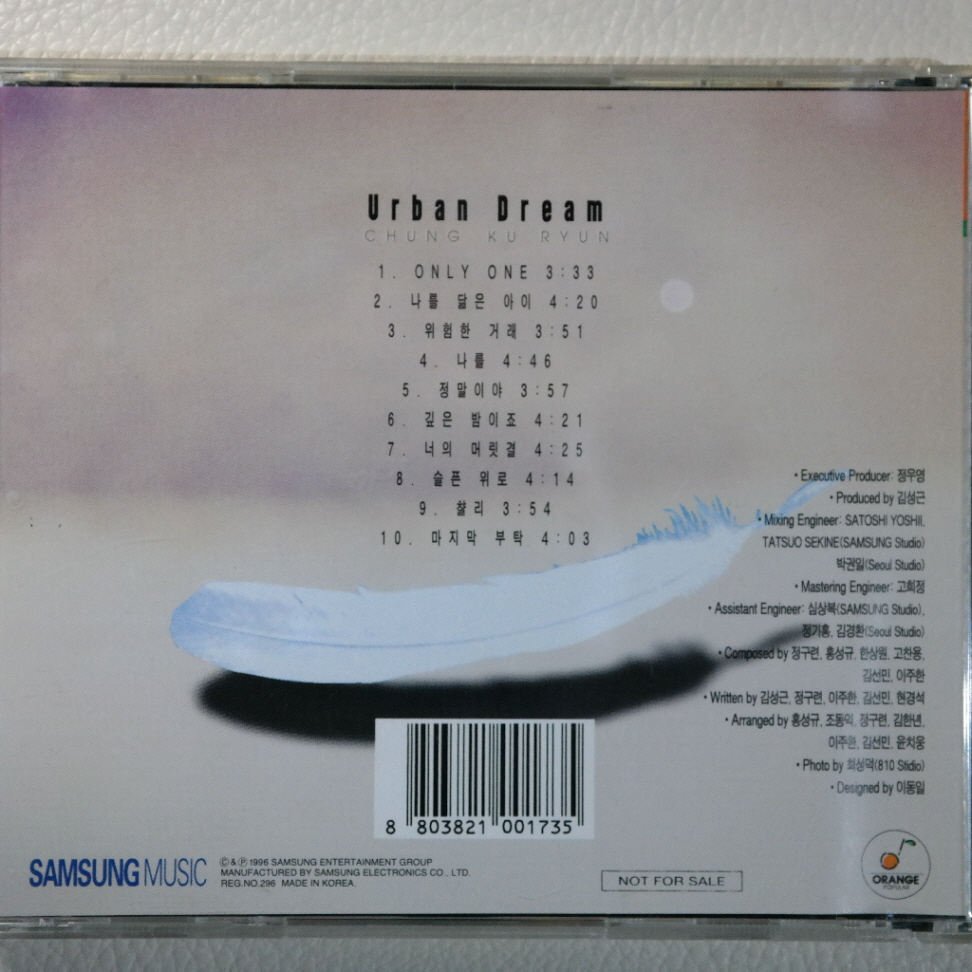 Urban Dream
CHUNG KU RYUN
1. ONLY ONE 3:33
2. 나를 닮은 아이 4:20
3. 위험한 거래 3:51
4. 나를 4:46
5. 정말이야 3:57
6. 깊은 밤이죠 4:21
7. 너의 머릿결 4:25
8. 슬픈 위로 4:14
9. 찰리 3:54
10. 마지막 부탁 4:03
• Executive Producer: 정우영
• Produced by 김성근
• Mixing Engineer: SATOSHI YOSHII,
TATSUO SEKINE(SAMSUNG Studio)
박권일(Seoul Studio)
• Mastering Engineer: 고희정
• Assistant Engineer: 심상복(SAMSUNG Studio),
정기홍, 김경환(Seoul Studio)
• Composed by 정구련, 홍성규, 한상원, 고찬용,
김선민, 이주한
• Written by 김성근, 정구련, 이주한, 김선민, 현경석
• Arranged by 홍성규, 조동익, 정구련, 김한년,
이주한, 김선민, 윤치웅
• Photo by (810 Stidio)
• Designed by 이동일
8 803821 001735
SAMSUNG MUSIC
©&℗1996 SAMSUNG ENTERTAINMENT GROUP
MANUFACTURED BY SAMSUNG ELECTRONICS CO., LTD.
REG.NO.296 MADE IN KOREA.
NOT FOR SALE
ORANGE
POPULAR